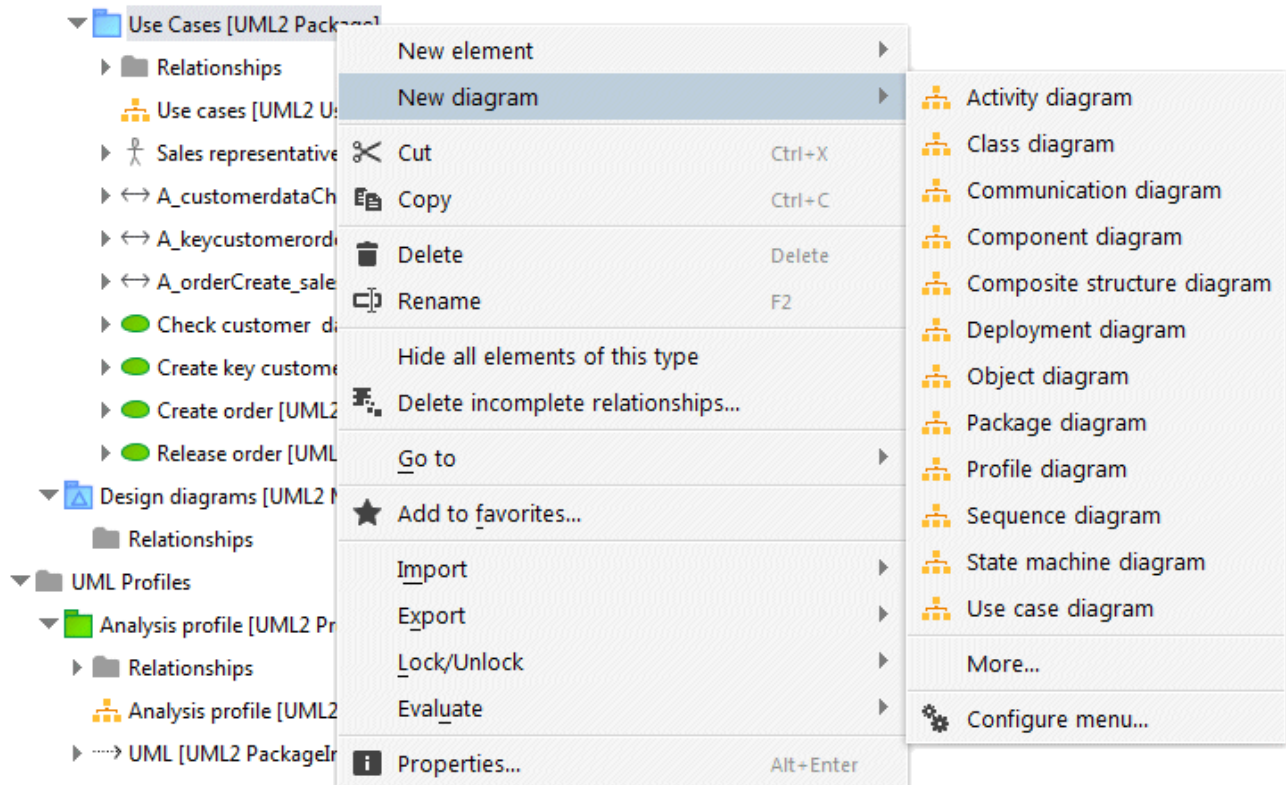 Use Cases [UML2 Package]
Relationships
Use cases [UML2 Us
Sales representative
A_customerdataCh
A_keycustomerord
A_orderCreate_sale
Check customer da
Create key custome
Create order [UML2
Release order [UML
Design diagrams [UML2 M
Relationships
UML Profiles
Analysis profile [UML2 Pr
Relationships
Analysis profile [UML2
UML [UML2 PackageIr
New element
New diagram
Cut Ctrl+X
Copy Ctrl+C
Delete Delete
Rename F2
Hide all elements of this type
Delete incomplete relationships...
Go to
Add to favorites...
Import
Export
Lock/Unlock
Evaluate
Properties... Alt+Enter
Activity diagram
Class diagram
Communication diagram
Component diagram
Composite structure diagram
Deployment diagram
Object diagram
Package diagram
Profile diagram
Sequence diagram
State machine diagram
Use case diagram
More...
Configure menu...